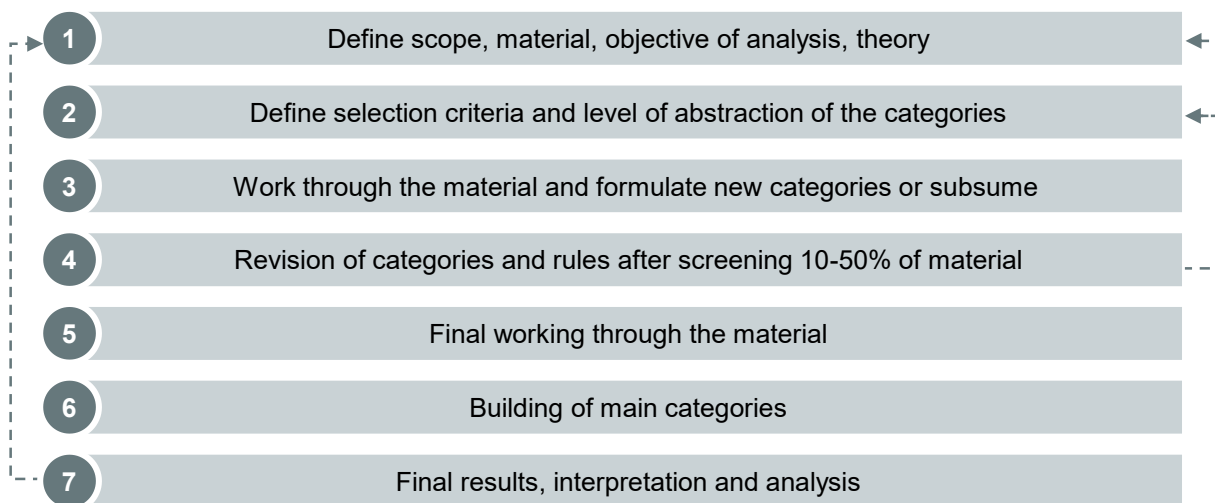 1 Define scope, material, objective of analysis, theory
2 Define selection criteria and level of abstraction of the categories
3 Work through the material and formulate new categories or subsume
4 Revision of categories and rules after screening 10-50% of material
5 Final working through the material
6 Building of main categories
7 Final results, interpretation and analysis